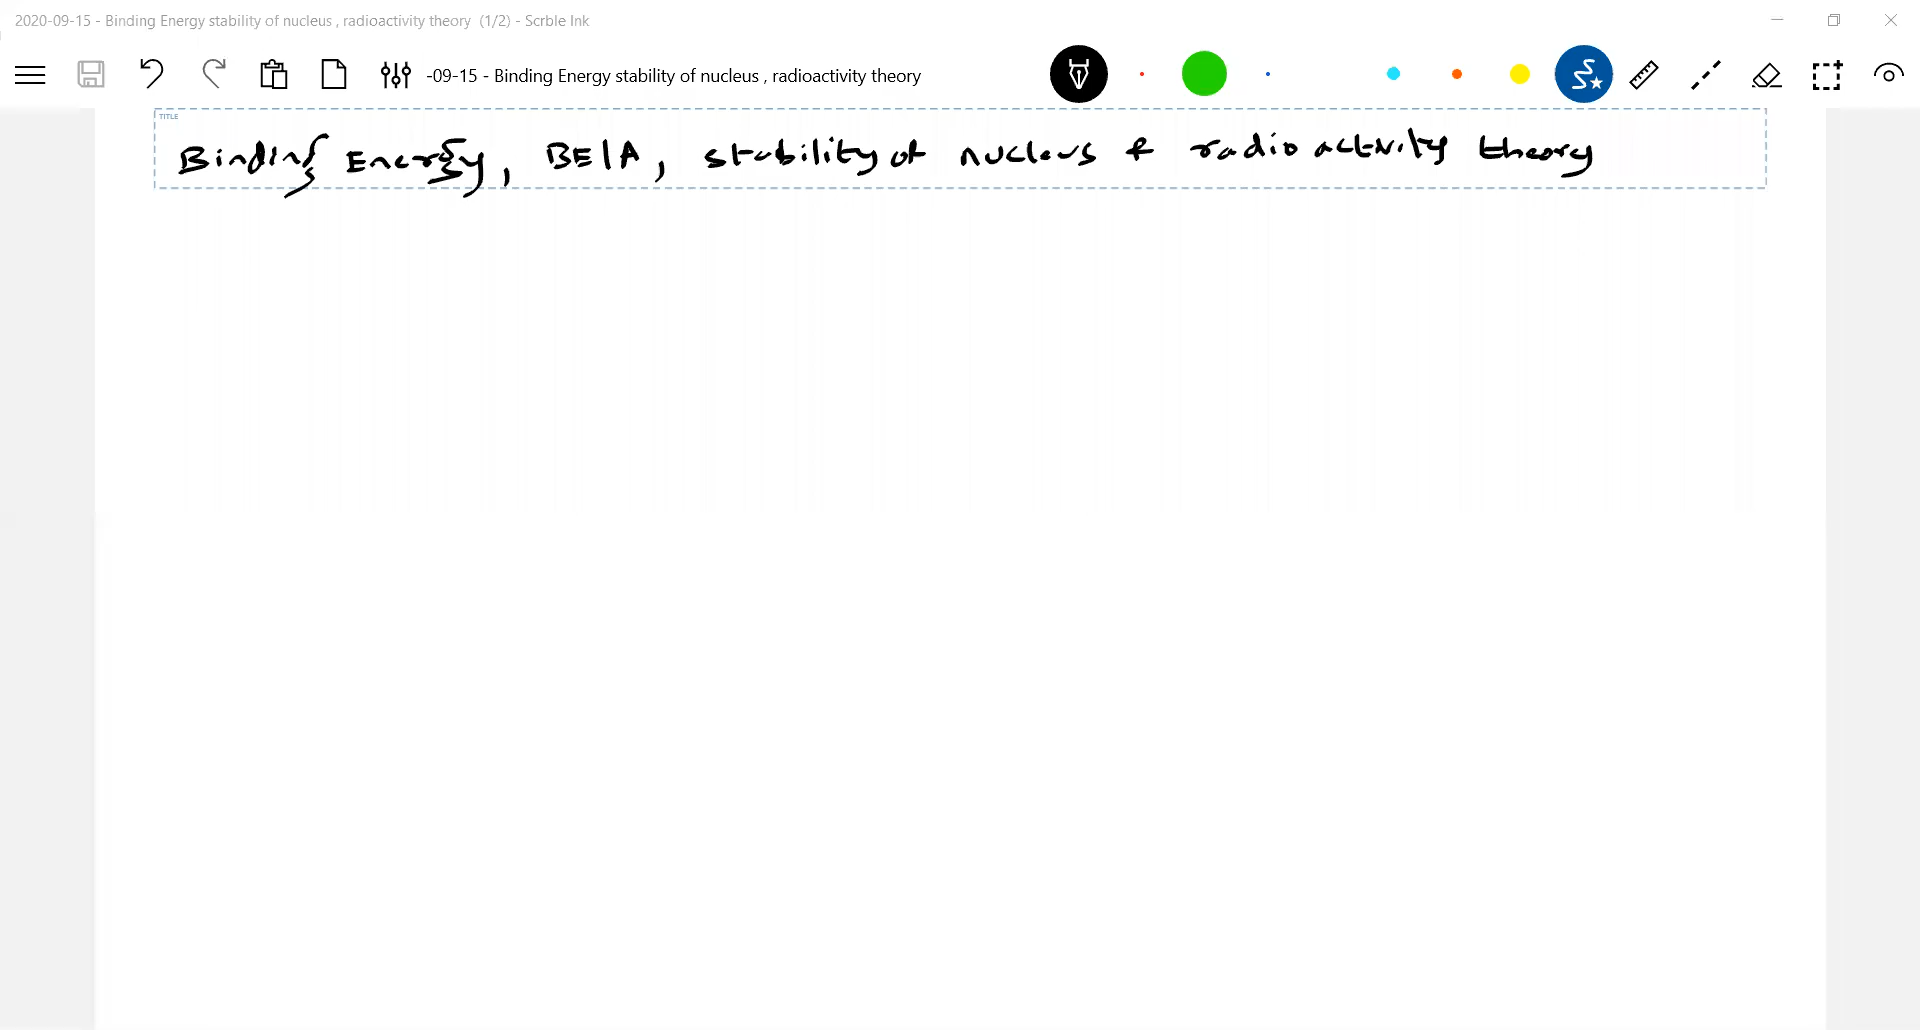 2020-09-15 - Binding Energy stability of nucleus , radioactivity theory (1/2) - Scrble Ink
-09-15 - Binding Energy stability of nucleus , radioactivity theory
TITLE
Binding Energy, BE/A, stability of nucleus & radio activity theory